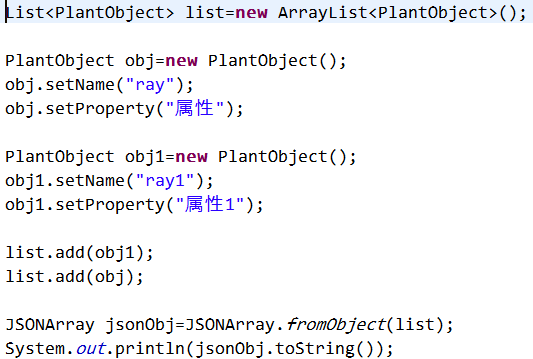 List<PlantObject> list=new ArrayList<PlantObject>();
PlantObject obj=new PlantObject();
obj.setName("ray");
obj.setProperty("属性");
PlantObject obj1=new PlantObject();
obj1.setName("ray1");
obj1.setProperty("属性1");
list.add(obj1);
list.add(obj);
JSONArray jsonObj=JSONArray.fromObject(list);
System.out.println(jsonObj.toString());